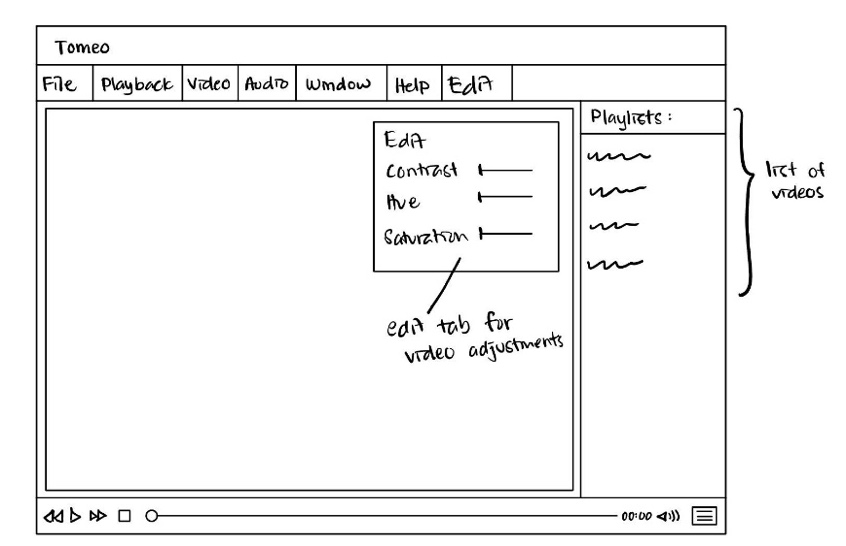 Tomeo
File Playback Video Audio Window Help Edit
Playlists :
Edit
Contrast
Hue
Saturation
edit tab for
video adjustments
list of
videos
00:00